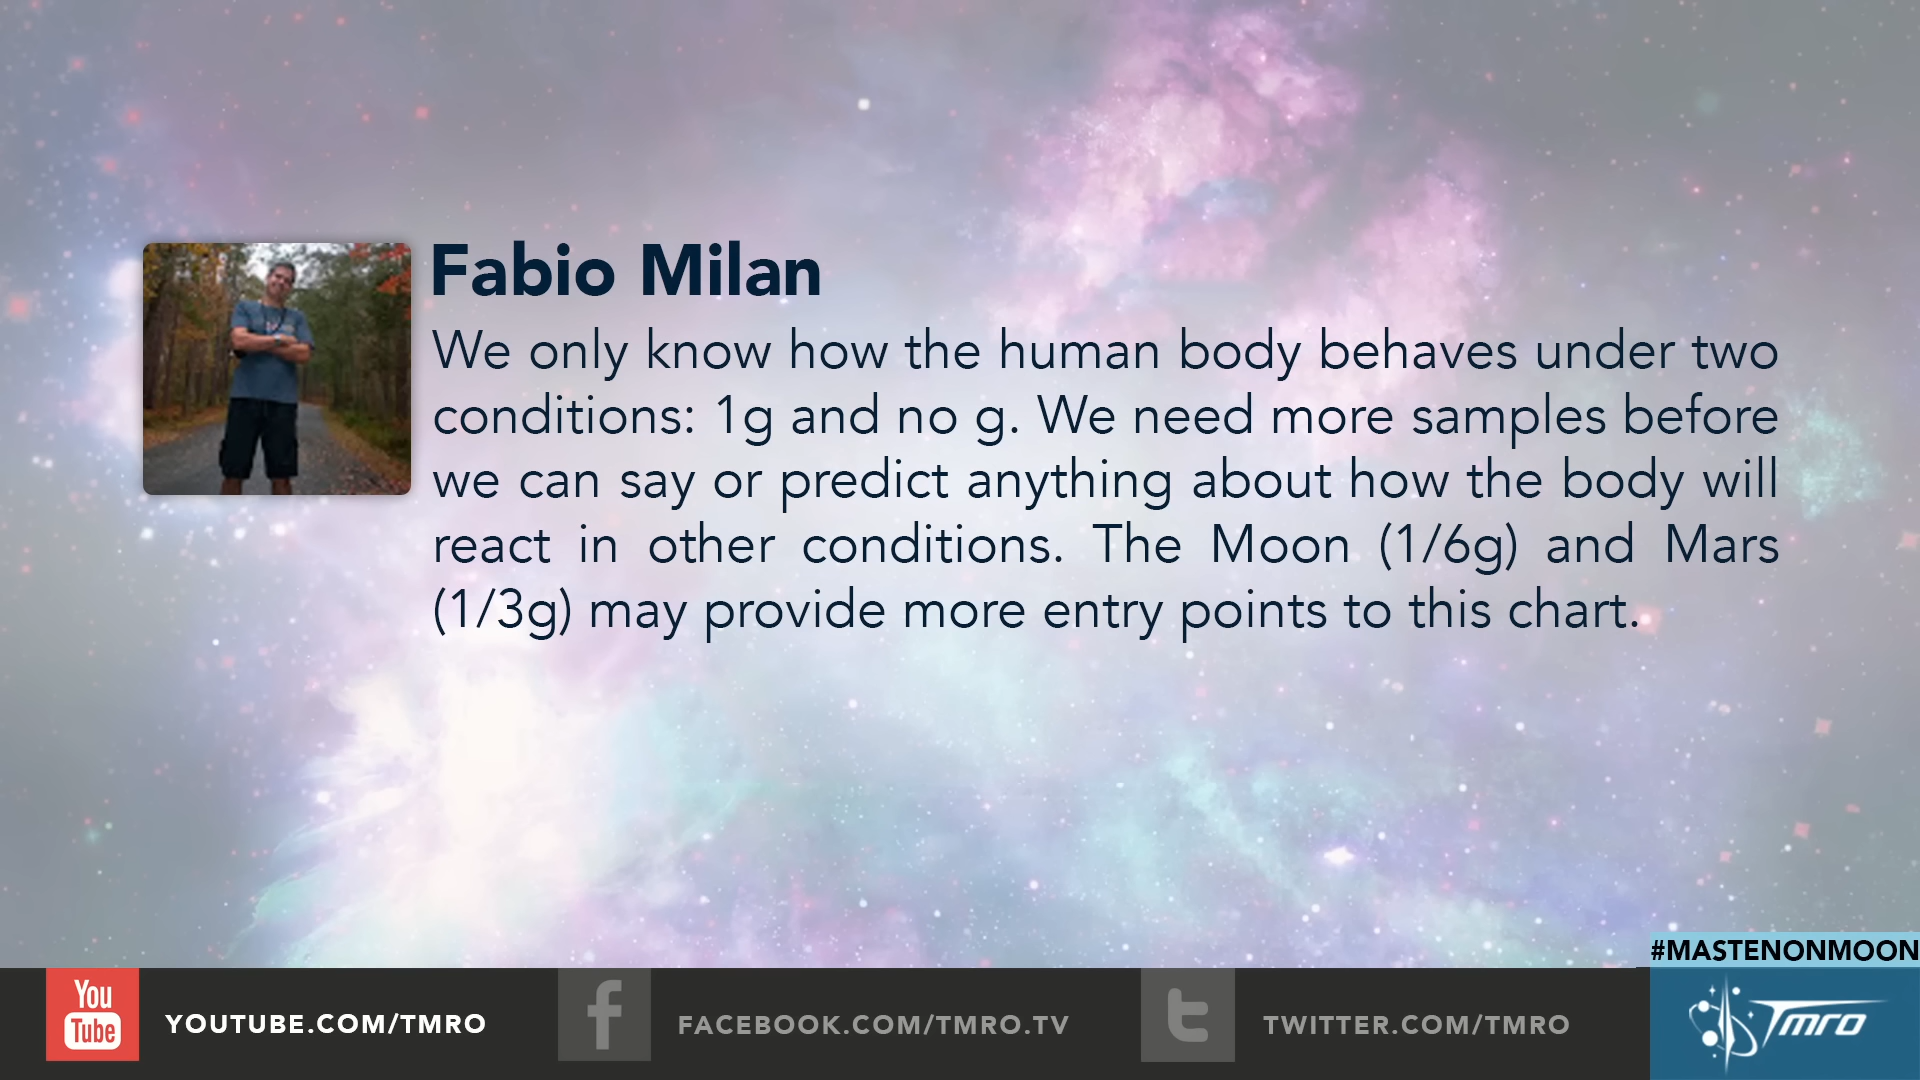 Fabio Milan
We only know how the human body behaves under two
conditions: 1g and no g. We need more samples before
we can say or predict anything about how the body will
react in other conditions. The Moon (1/6g) and Mars
(1/3g) may provide more entry points to this chart.
#MASTENONMOON
You
Tube
YOUTUBE.COM/TMRO
f
FACEBOOK.COM/TMRO.TV
t
TWITTER.COM/TMRO
Tmro